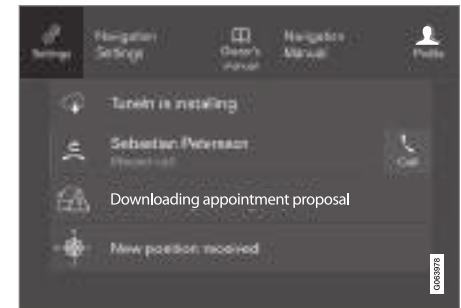 Settings
Navigation
Settings
Owner's
manual
Navigation
Manual
Profile
TuneIn is installing
Sebastian Petersson
Missed call
Call
Downloading appointment proposal
New position received
G063978